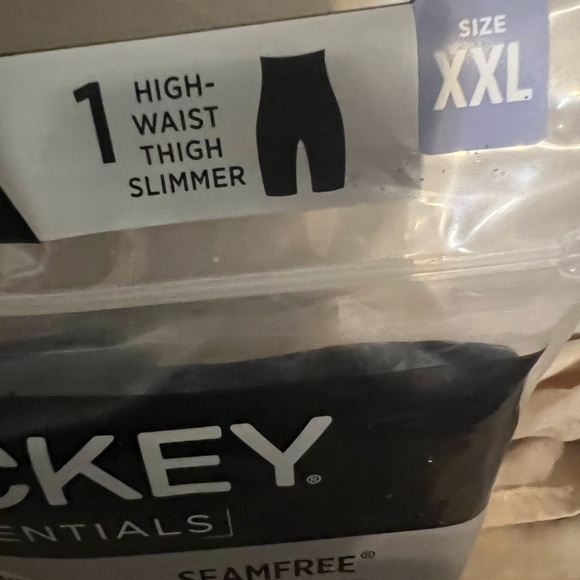 1
HIGH-
WAIST
THIGH
SLIMMER
SIZE
XXL
CKEY®
ENTIALS
SEAMFREE®